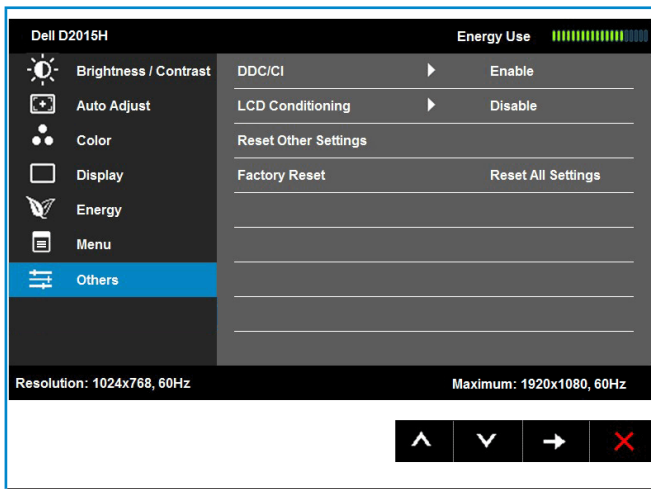 Dell D2015H Energy Use
Brightness / Contrast DDC/CI Enable
Auto Adjust LCD Conditioning Disable
Color Reset Other Settings
Display Factory Reset Reset All Settings
Energy
Menu
Others
Resolution: 1024x768, 60Hz Maximum: 1920x1080, 60Hz